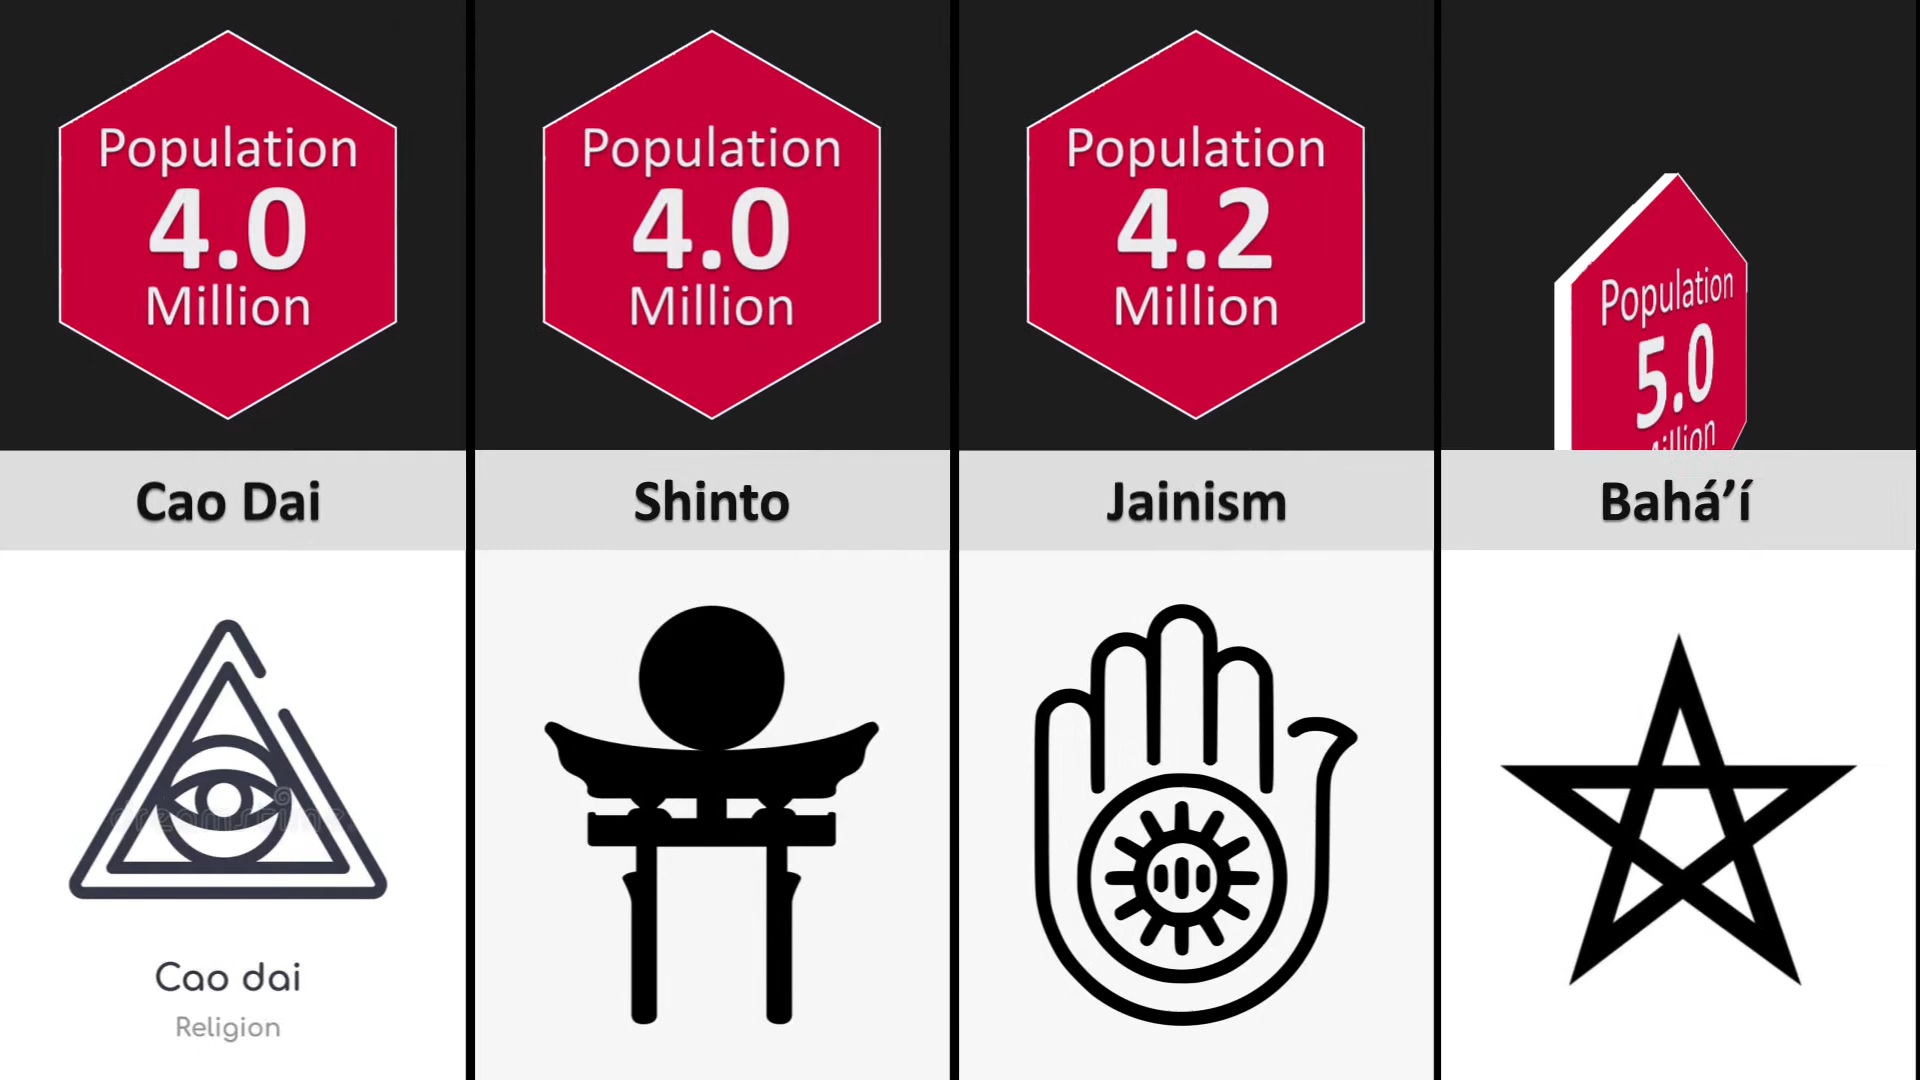 Population
4.0
Million
Population
4.0
Million
Population
4.2
Million
Population
5.0
Million
Cao Dai
Shinto
Jainism
Bahá’í
dreamstime
Cao dai
Religion